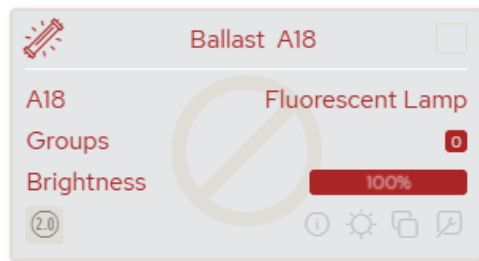 Ballast A18
A18 Fluorescent Lamp
Groups 0
Brightness 100%
2.0